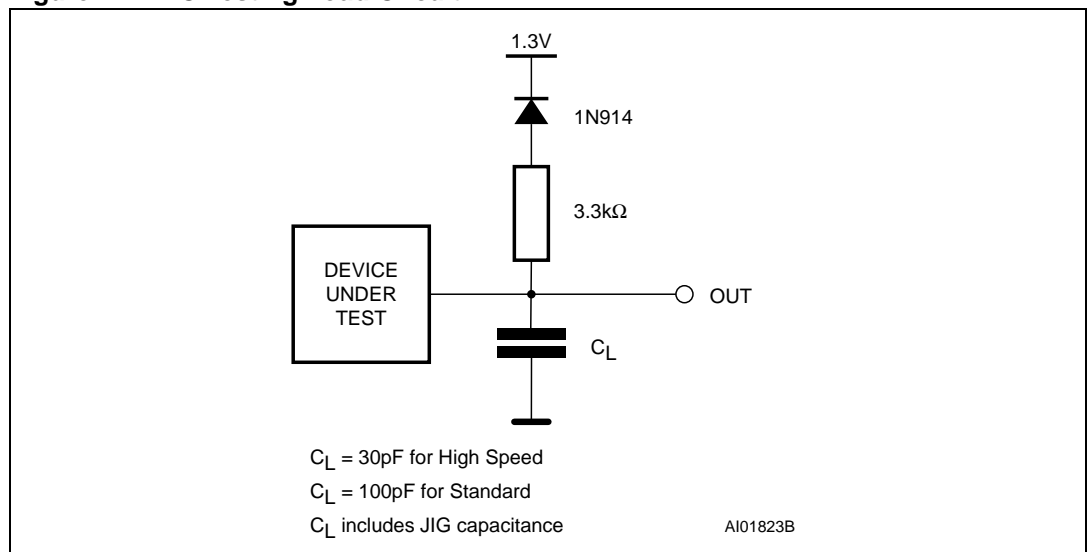 1.3V
1N914
3.3kΩ
DEVICE
UNDER
TEST
OUT
CL
CL = 30pF for High Speed
CL = 100pF for Standard
CL includes JIG capacitance
AI01823B